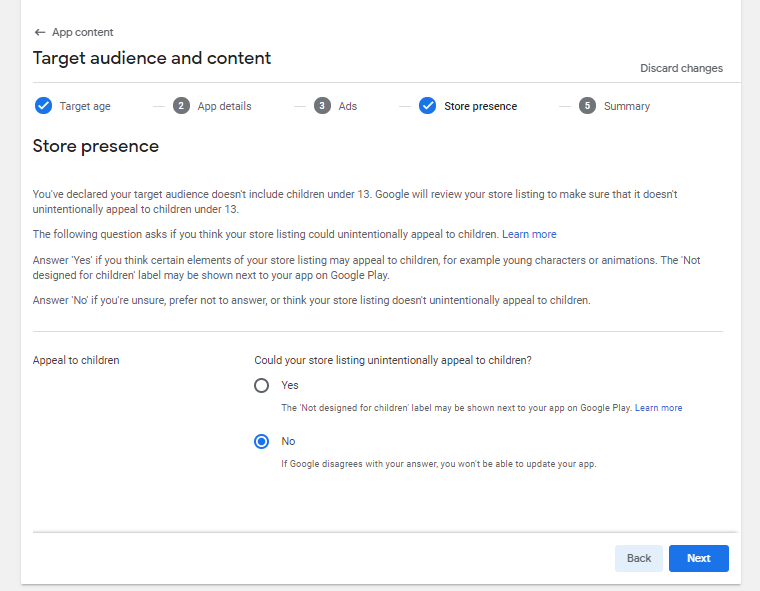 ← App content
Target audience and content
Discard changes
Target age — 2 App details — 3 Ads — Store presence — 5 Summary
Store presence
You've declared your target audience doesn't include children under 13. Google will review your store listing to make sure that it doesn't
unintentionally appeal to children under 13.
The following question asks if you think your store listing could unintentionally appeal to children. Learn more
Answer 'Yes' if you think certain elements of your store listing may appeal to children, for example young characters or animations. The 'Not
designed for children' label may be shown next to your app on Google Play.
Answer 'No' if you're unsure, prefer not to answer, or think your store listing doesn't unintentionally appeal to children.
Appeal to children
Could your store listing unintentionally appeal to children?
Yes
The 'Not designed for children' label may be shown next to your app on Google Play. Learn more
No
If Google disagrees with your answer, you won't be able to update your app.
Back Next